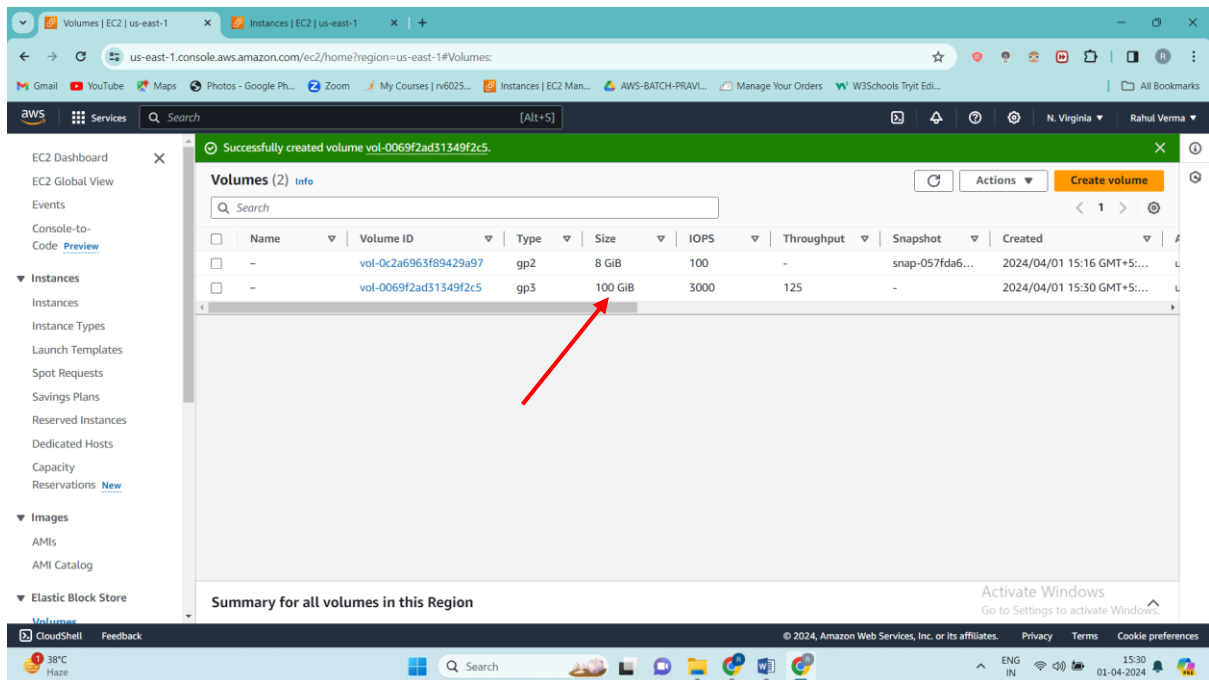 Volumes | EC2 | us-east-1
Instances | EC2 | us-east-1
us-east-1.console.aws.amazon.com/ec2/home?region=us-east-1#Volumes:
Gmail YouTube Maps Photos - Google Ph... Zoom My Courses | rv6025... Instances | EC2 Man... AWS-BATCH-PRAVI... Manage Your Orders W3Schools Tryit Edi... All Bookmarks
aws Services Search [Alt+S] N. Virginia Rahul Verma
EC2 Dashboard
EC2 Global View
Events
Console-to-
Code Preview
Instances
Instances
Instance Types
Launch Templates
Spot Requests
Savings Plans
Reserved Instances
Dedicated Hosts
Capacity
Reservations New
Images
AMIs
AMI Catalog
Elastic Block Store
Volumes
Successfully created volume vol-0069f2ad31349f2c5.
Volumes (2) Info
Actions Create volume
Search
1
Name Volume ID Type Size IOPS Throughput Snapshot Created
– vol-0c2a6963f89429a97 gp2 8 GiB 100 - snap-057fda6... 2024/04/01 15:16 GMT+5:...
– vol-0069f2ad31349f2c5 gp3 100 GiB 3000 125 - 2024/04/01 15:30 GMT+5:...
Summary for all volumes in this Region
Activate Windows
Go to Settings to activate Windows.
CloudShell Feedback © 2024, Amazon Web Services, Inc. or its affiliates. Privacy Terms Cookie preferences
1 38°C
Haze
Search
ENG
IN
15:30
01-04-2024